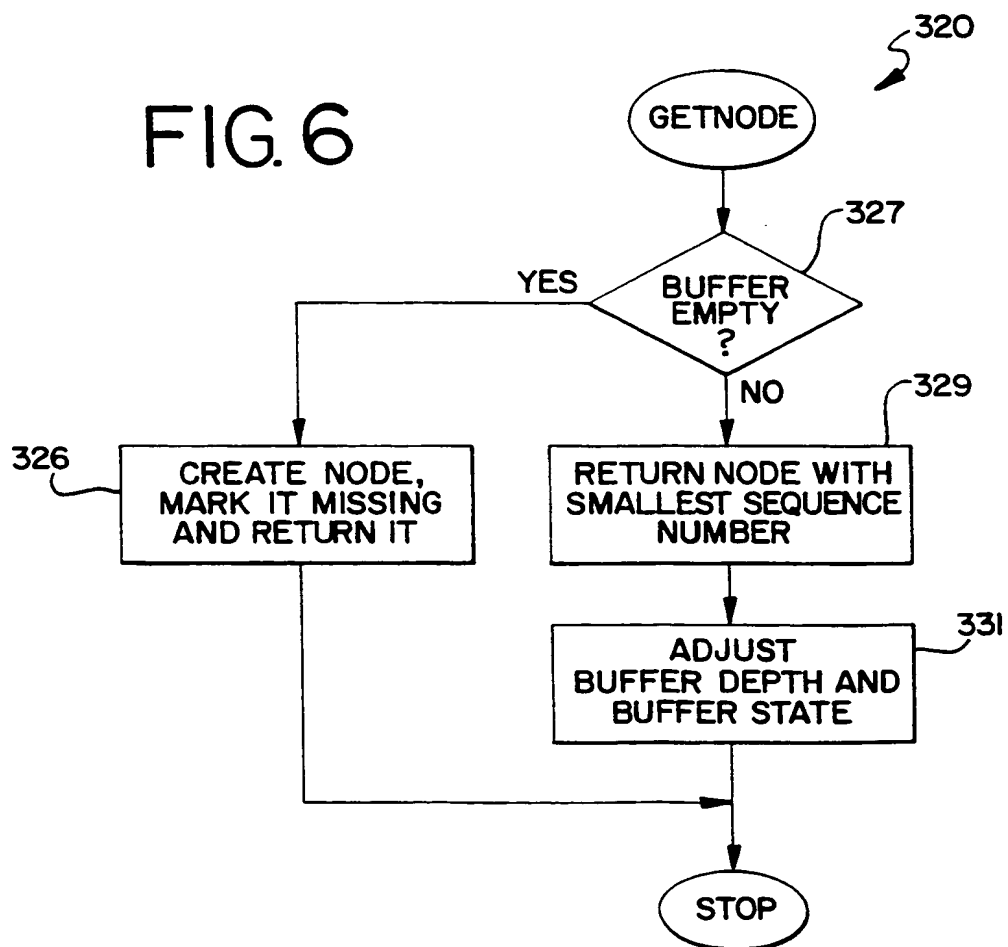 320
FIG. 6
GETNODE
327
YES
BUFFER
EMPTY
?
NO
329
326
CREATE NODE,
MARK IT MISSING
AND RETURN IT
RETURN NODE WITH
SMALLEST SEQUENCE
NUMBER
331
ADJUST
BUFFER DEPTH AND
BUFFER STATE
STOP